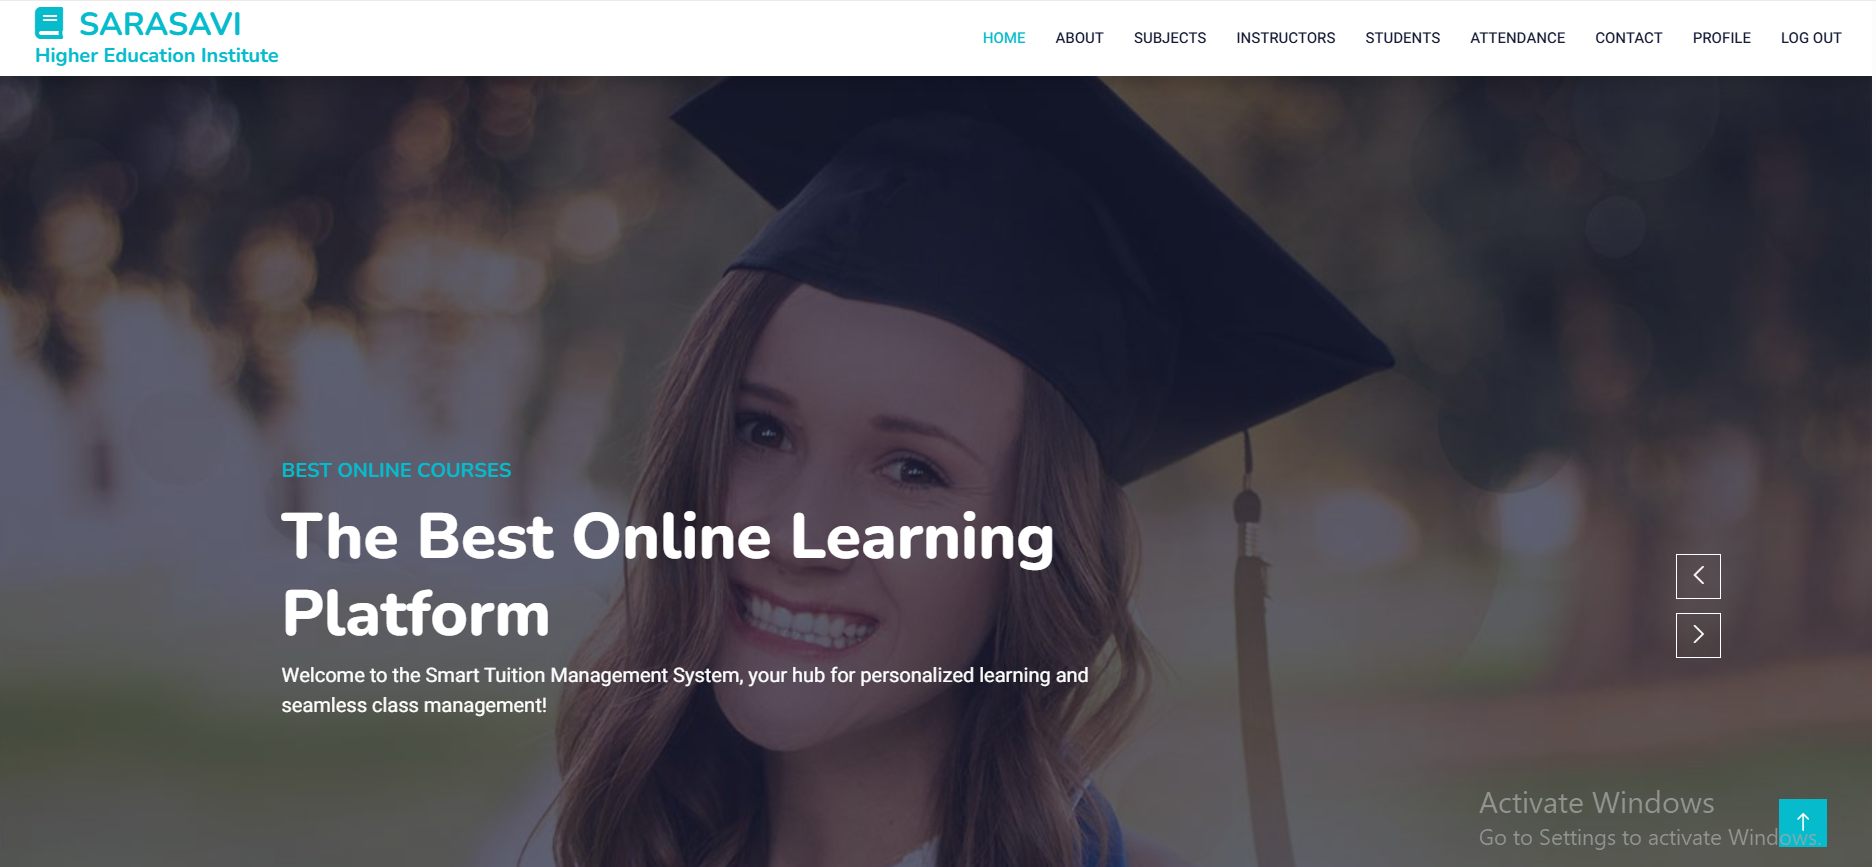 SARASAVI
Higher Education Institute
HOME ABOUT SUBJECTS INSTRUCTORS STUDENTS ATTENDANCE CONTACT PROFILE LOG OUT
BEST ONLINE COURSES
The Best Online Learning
Platform
Welcome to the Smart Tuition Management System, your hub for personalized learning and
seamless class management!
Activate Windows
Go to Settings to activate Windows.